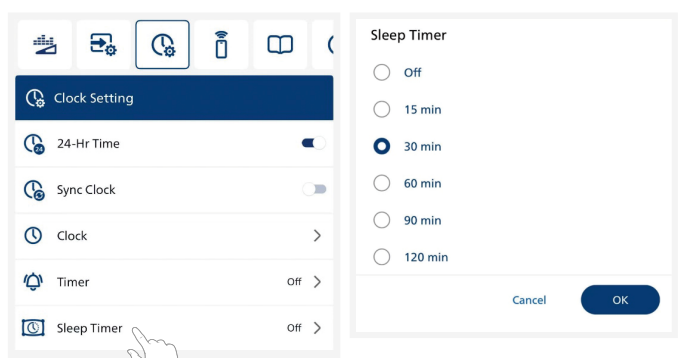 Clock Setting
24-Hr Time
Sync Clock
Clock
Timer Off
Sleep Timer Off
Sleep Timer
Off
15 min
30 min
60 min
90 min
120 min
Cancel OK